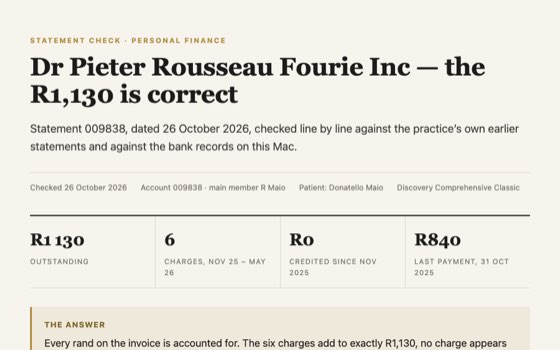 STATEMENT CHECK · PERSONAL FINANCE
Dr Pieter Rousseau Fourie Inc — the
R1,130 is correct
Statement 009838, dated 26 October 2026, checked line by line against the practice's own earlier
statements and against the bank records on this Mac.
Checked 26 October 2026 Account 009838 · main member R Maio Patient: Donatello Maio Discovery Comprehensive Classic
R1 130 6 R0 R840
OUTSTANDING CHARGES, NOV 25 – MAY CREDITED SINCE NOV LAST PAYMENT, 31 OCT
26 2025 2025
THE ANSWER
Every rand on the invoice is accounted for. The six charges add to exactly R1,130, no charge appears